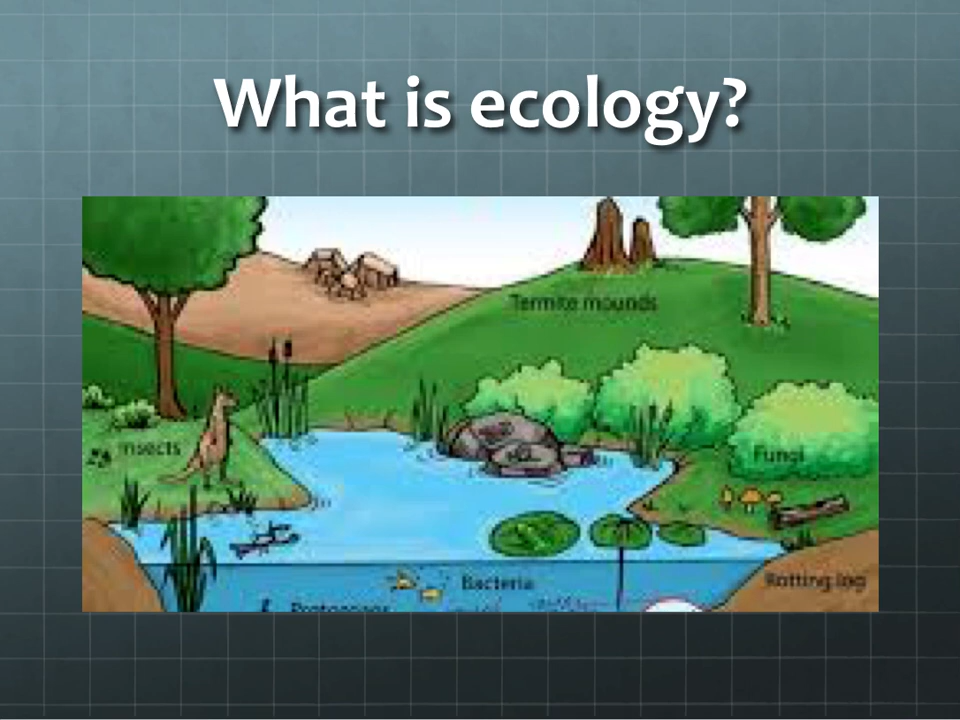 What is ecology?
Termite mounds
Insects
Fungi
Bacteria
Rotting log